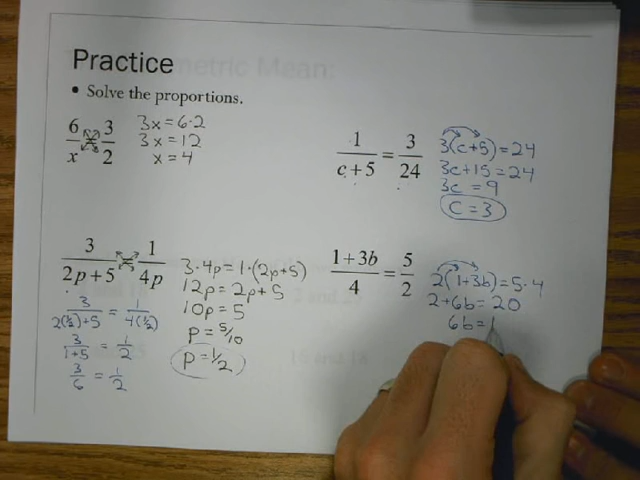 Practice
• Solve the proportions.
6/x = 3/2
3x = 6·2
3x = 12
x = 4
1/(c+5) = 3/24
3(c+5) = 24
3c+15 = 24
3c = 9
c = 3
3/(2p+5) = 1/(4p)
3·4p = 1·(2p+5)
12p = 2p+5
10p = 5
p = 5/10
p = 1/2
3/(2(1/2)+5) = 1/(4(1/2))
3/(1+5) = 1/2
3/6 = 1/2
(1+3b)/4 = 5/2
2(1+3b) = 5·4
2+6b = 20
6b =